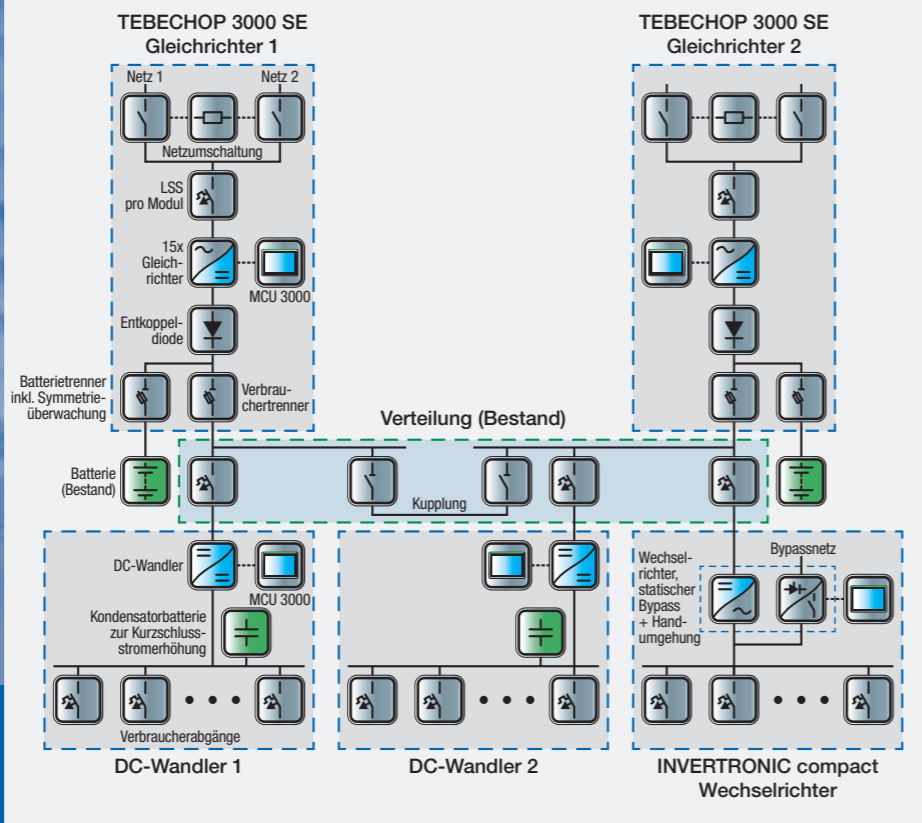 TEBECHOP 3000 SE
Gleichrichter 1
TEBECHOP 3000 SE
Gleichrichter 2
Netz 1
Netz 2
Netzumschaltung
LSS
pro Modul
15x
Gleich-
richter
MCU 3000
Entkoppel-
diode
Batterietrenner
inkl. Symmetrie-
überwachung
Verbrau-
chertrenner
Verteilung (Bestand)
Batterie
(Bestand)
Kupplung
DC-Wandler
MCU 3000
Kondensatorbatterie
zur Kurzschluss-
stromerhöhung
Verbraucherabgänge
Wechsel-
richter,
statischer
Bypass
+ Hand-
umgehung
Bypassnetz
DC-Wandler 1
DC-Wandler 2
INVERTRONIC compact
Wechselrichter